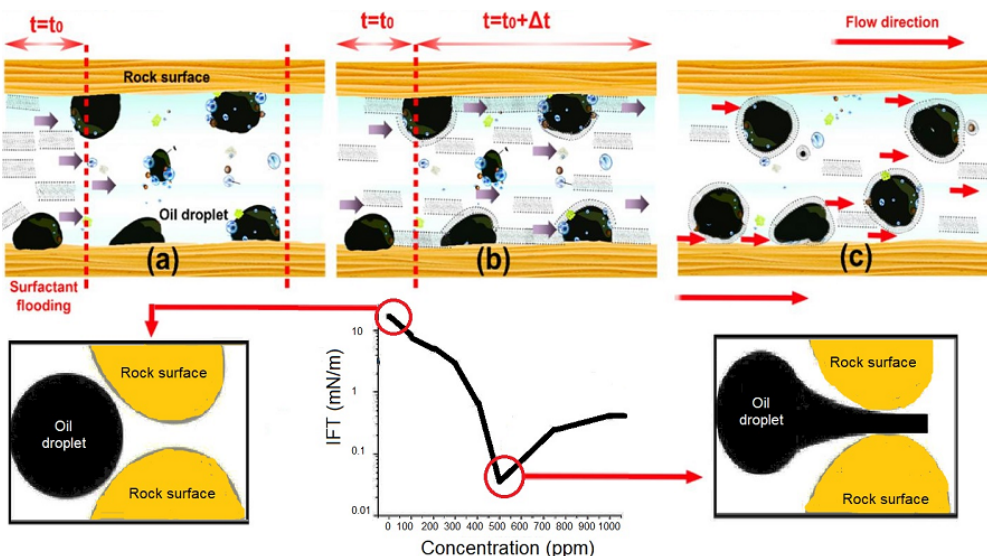 t=t0
t=t0
t=t0+Δt
Flow direction
Rock surface
Oil droplet
(a)
(b)
(c)
Surfactant
flooding
Rock surface
Oil
droplet
Rock surface
IFT (mN/m)
10
1
0.1
0.01
0 100 200 300 400 500 600 700 800 900 1000
Concentration (ppm)
Rock surface
Oil
droplet
Rock surface